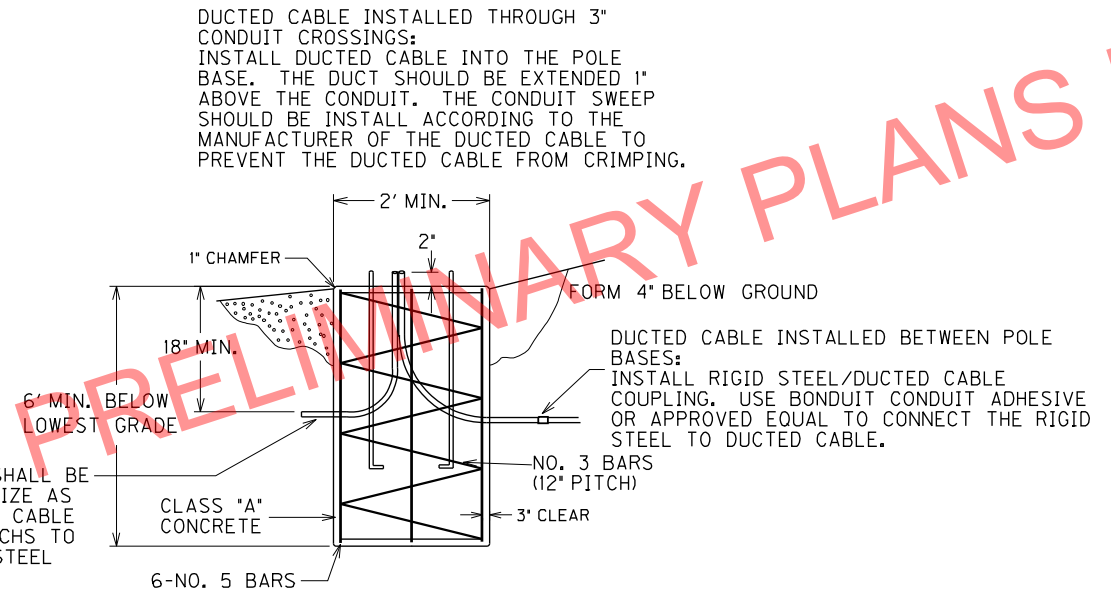 DUCTED CABLE INSTALLED THROUGH 3"
CONDUIT CROSSINGS:
INSTALL DUCTED CABLE INTO THE POLE
BASE. THE DUCT SHOULD BE EXTENDED 1"
ABOVE THE CONDUIT. THE CONDUIT SWEEP
SHOULD BE INSTALL ACCORDING TO THE
MANUFACTURER OF THE DUCTED CABLE TO
PREVENT THE DUCTED CABLE FROM CRIMPING.
PRELIMINARY PLANS
2' MIN.
2"
1" CHAMFER
FORM 4" BELOW GROUND
18" MIN.
DUCTED CABLE INSTALLED BETWEEN POLE
BASES:
INSTALL RIGID STEEL/DUCTED CABLE
COUPLING. USE BONDUIT CONDUIT ADHESIVE
OR APPROVED EQUAL TO CONNECT THE RIGID
STEEL TO DUCTED CABLE.
6' MIN. BELOW
LOWEST GRADE
SHALL BE
IZE AS
CABLE
CHS TO
STEEL
NO. 3 BARS
(12" PITCH)
CLASS "A"
CONCRETE
3" CLEAR
6-NO. 5 BARS